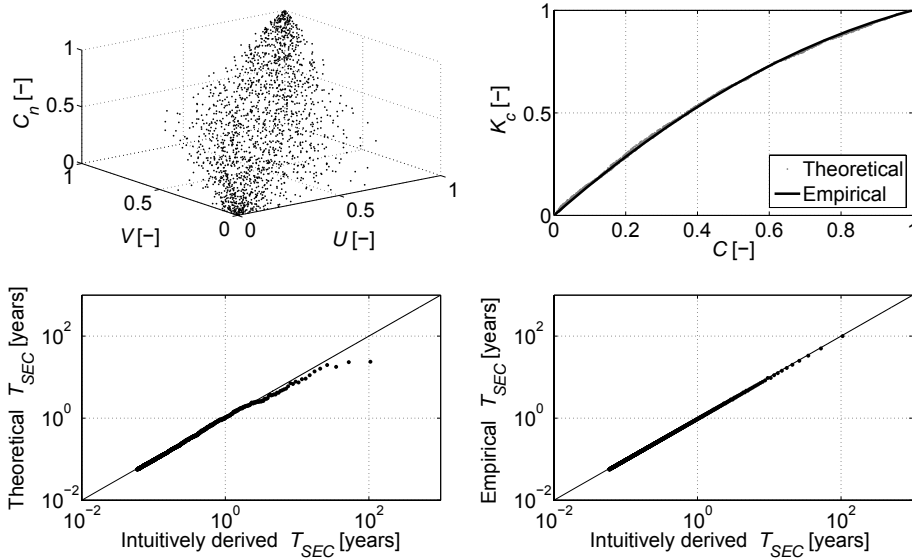 1
0.5
0
C_n [–]
1
0.5
0
V [–]
0
0.5
1
U [–]
1
0.5
0
K_c [–]
0
0.2
0.4
0.6
0.8
1
C [–]
Theoretical
Empirical
10^2
10^0
10^−2
Theoretical T_SEC [years]
10^−2
10^0
10^2
Intuitively derived T_SEC [years]
10^2
10^0
10^−2
Empirical T_SEC [years]
10^−2
10^0
10^2
Intuitively derived T_SEC [years]